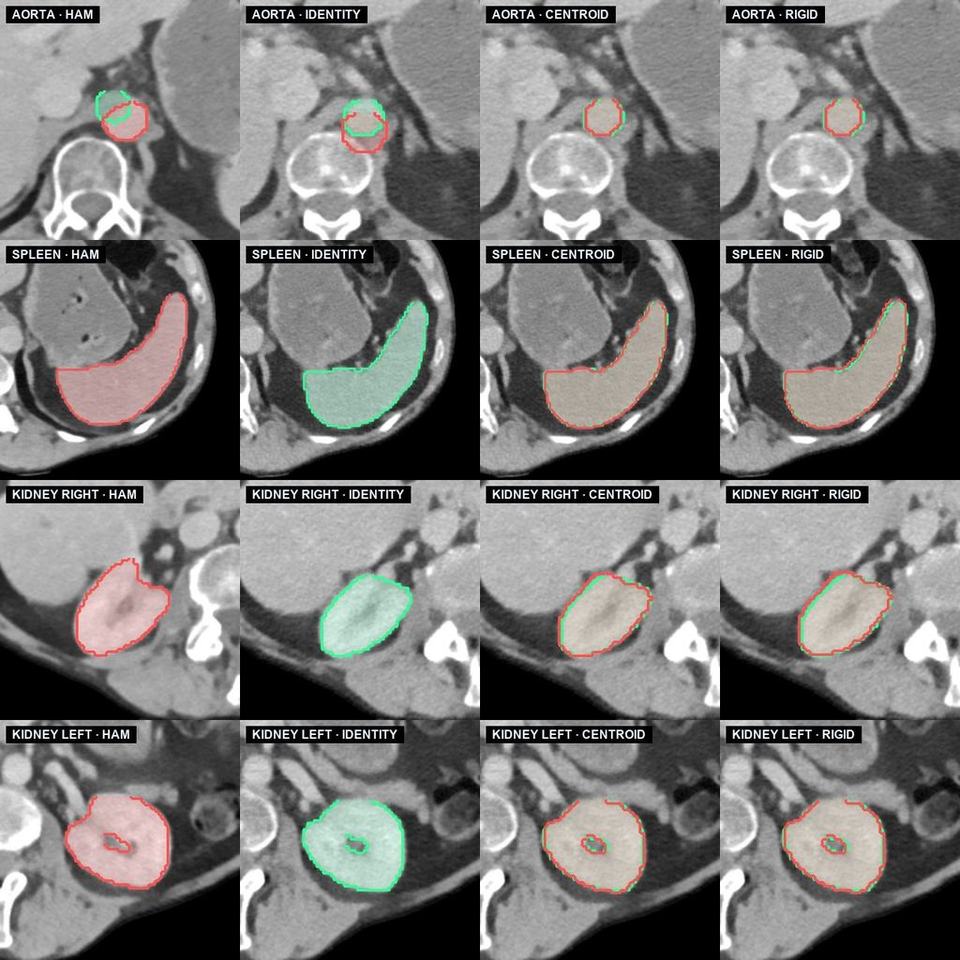 AORTA · HAM
AORTA · IDENTITY
AORTA · CENTROID
AORTA · RIGID
SPLEEN · HAM
SPLEEN · IDENTITY
SPLEEN · CENTROID
SPLEEN · RIGID
KIDNEY RIGHT · HAM
KIDNEY RIGHT · IDENTITY
KIDNEY RIGHT · CENTROID
KIDNEY RIGHT · RIGID
KIDNEY LEFT · HAM
KIDNEY LEFT · IDENTITY
KIDNEY LEFT · CENTROID
KIDNEY LEFT · RIGID